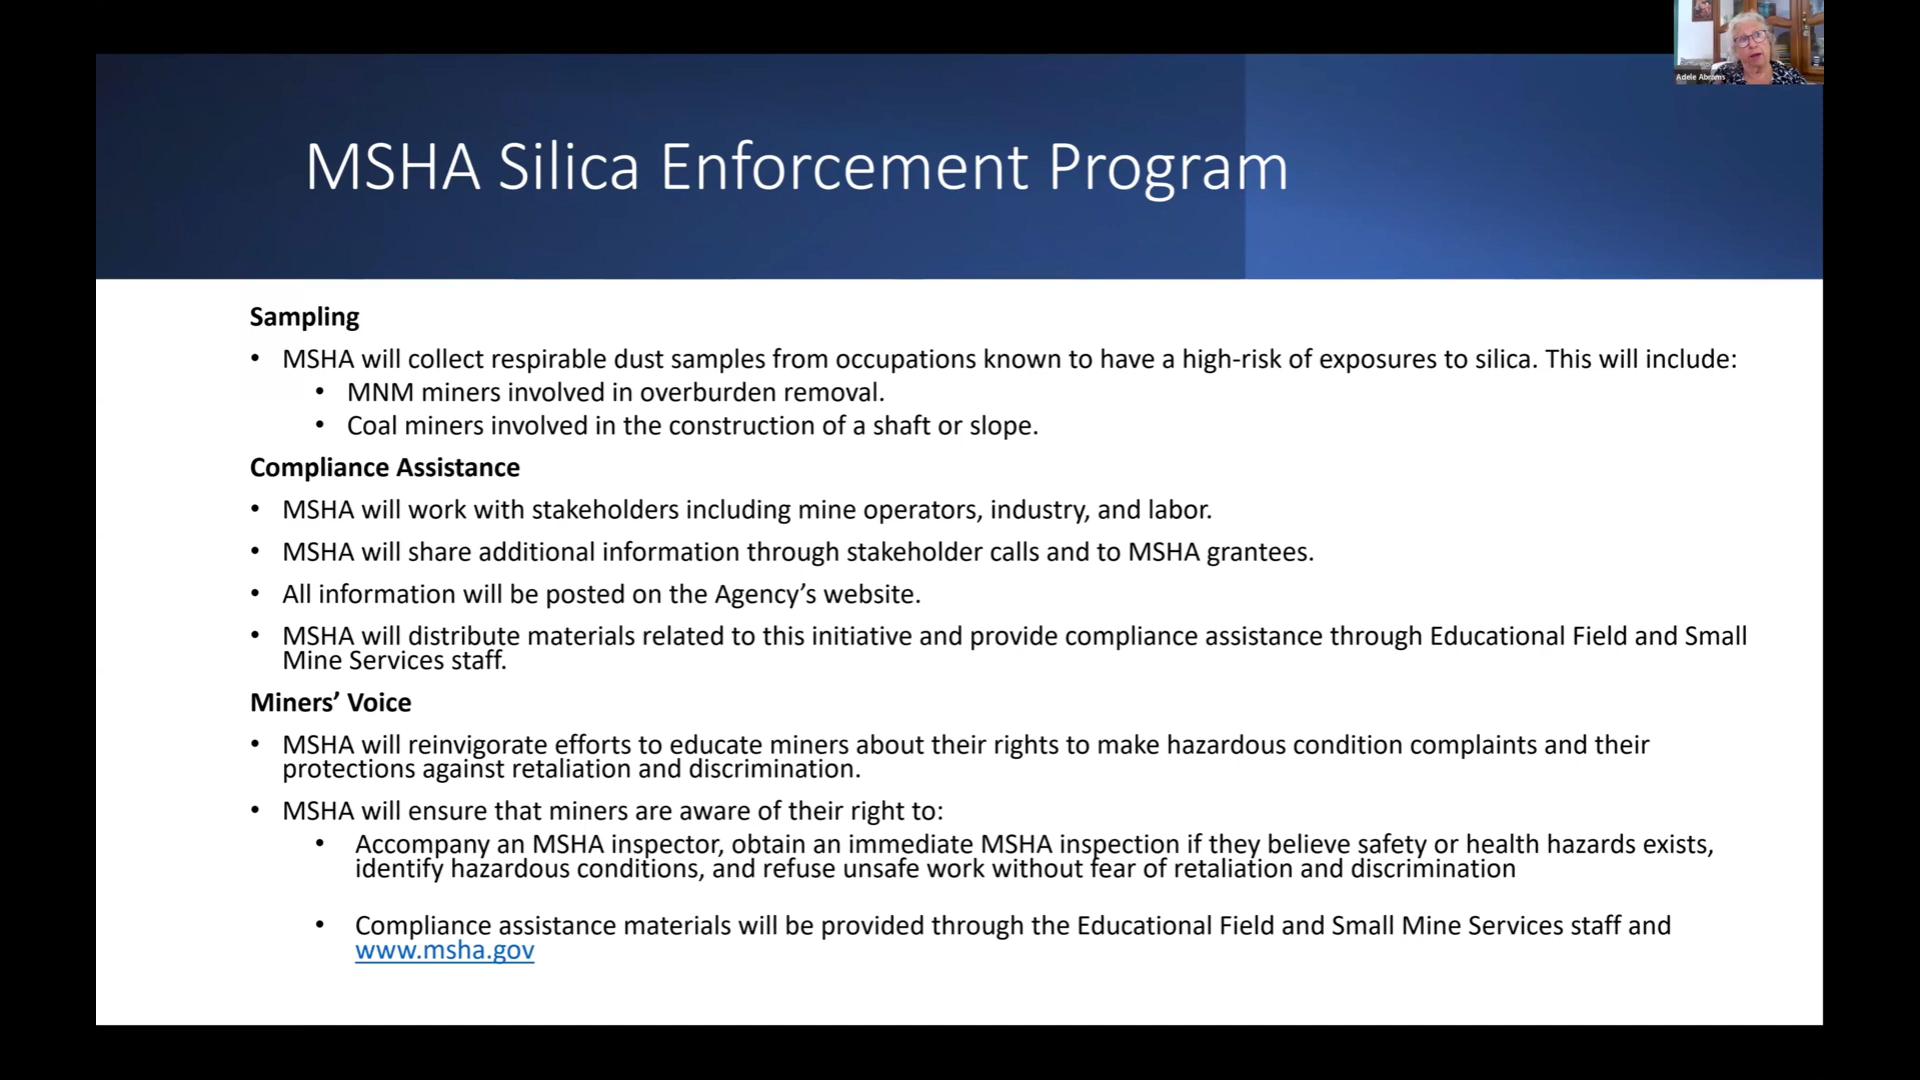 Adele Abrams
MSHA Silica Enforcement Program
Sampling
• MSHA will collect respirable dust samples from occupations known to have a high-risk of exposures to silica. This will include:
• MNM miners involved in overburden removal.
• Coal miners involved in the construction of a shaft or slope.
Compliance Assistance
• MSHA will work with stakeholders including mine operators, industry, and labor.
• MSHA will share additional information through stakeholder calls and to MSHA grantees.
• All information will be posted on the Agency’s website.
• MSHA will distribute materials related to this initiative and provide compliance assistance through Educational Field and Small
Mine Services staff.
Miners’ Voice
• MSHA will reinvigorate efforts to educate miners about their rights to make hazardous condition complaints and their
protections against retaliation and discrimination.
• MSHA will ensure that miners are aware of their right to:
• Accompany an MSHA inspector, obtain an immediate MSHA inspection if they believe safety or health hazards exists,
identify hazardous conditions, and refuse unsafe work without fear of retaliation and discrimination
• Compliance assistance materials will be provided through the Educational Field and Small Mine Services staff and
www.msha.gov